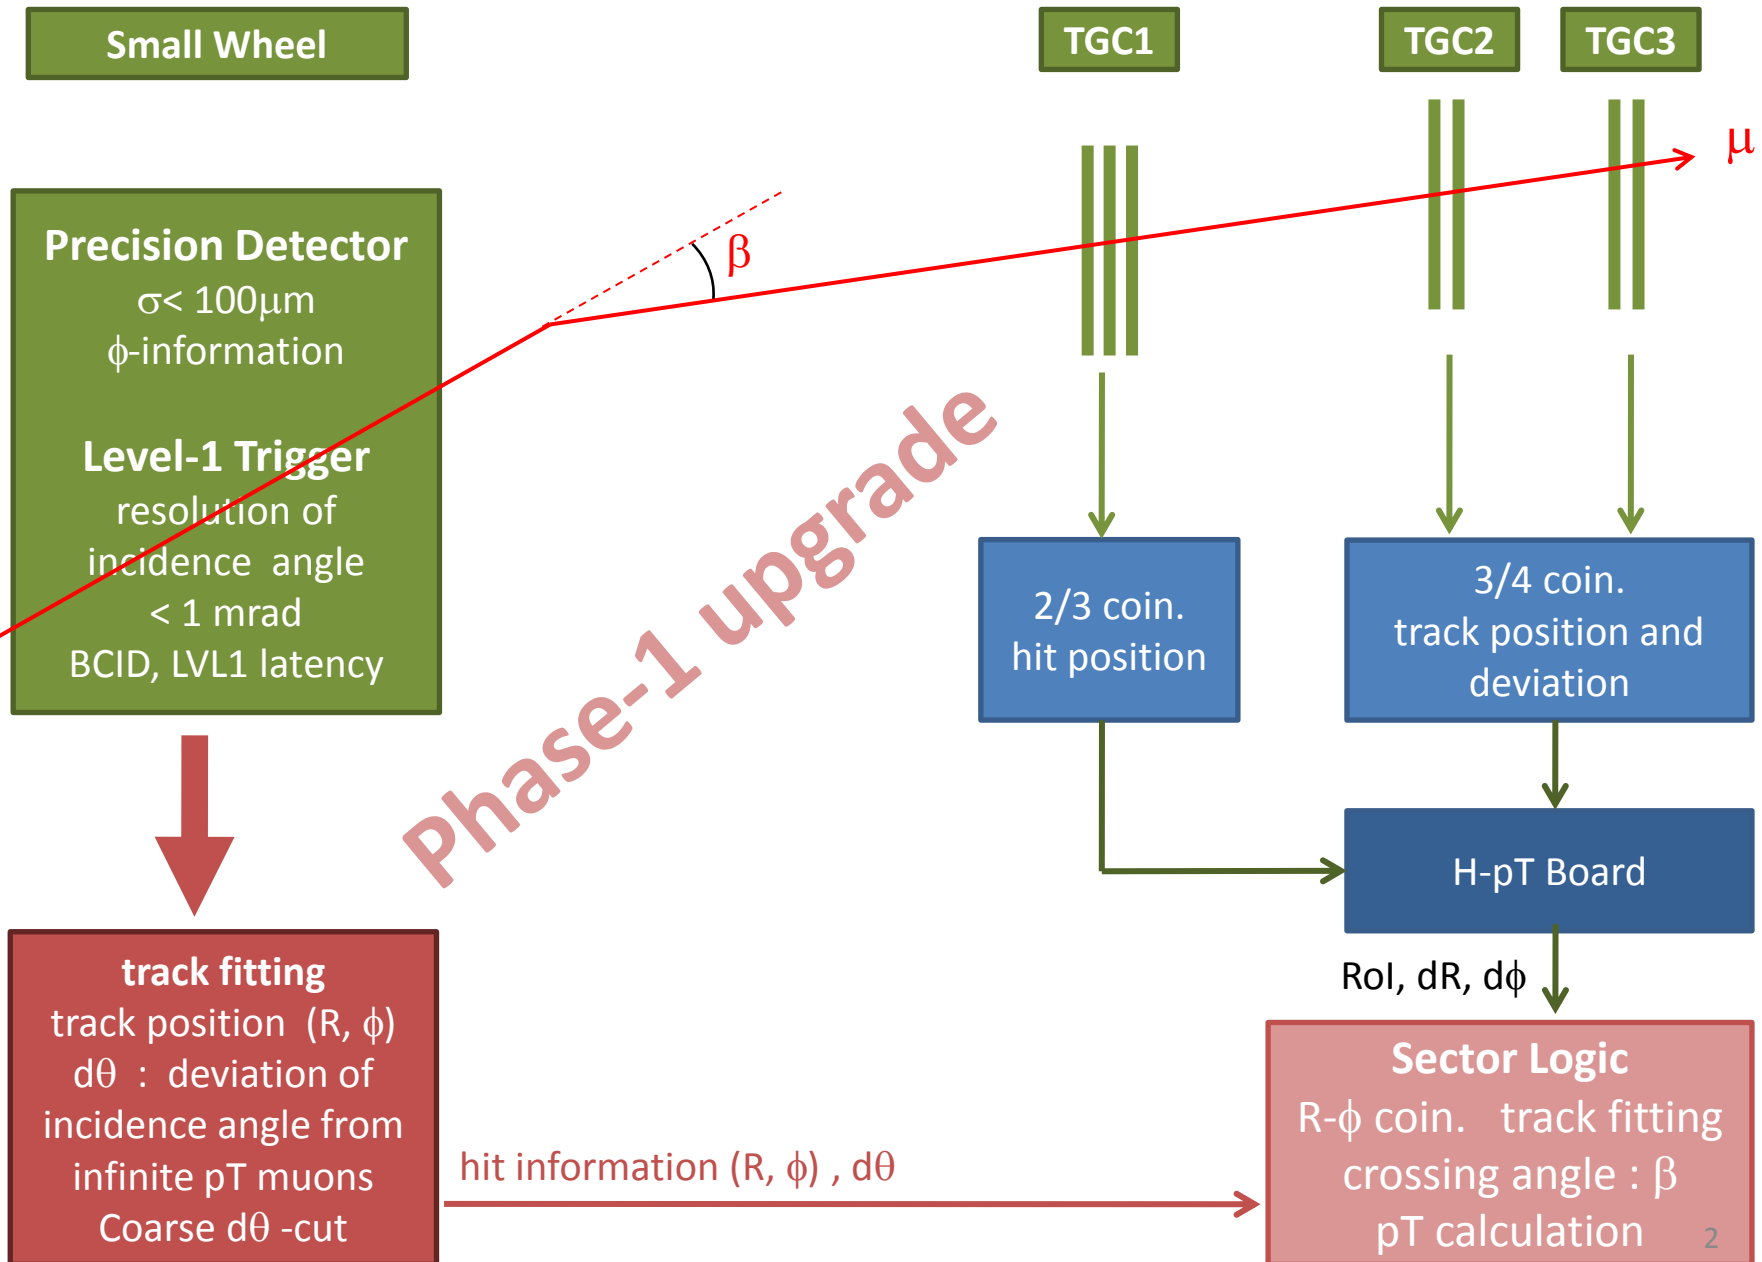 Small Wheel
TGC1
TGC2
TGC3
μ
β
Precision Detector
σ< 100μm
ϕ-information
Level-1 Trigger
resolution of
incidence angle
< 1 mrad
BCID, LVL1 latency
Phase-1 upgrade
2/3 coin.
hit position
3/4 coin.
track position and
deviation
H-pT Board
RoI, dR, dϕ
track fitting
track position (R, ϕ)
dθ : deviation of
incidence angle from
infinite pT muons
Coarse dθ -cut
hit information (R, ϕ) , dθ
Sector Logic
R-ϕ coin. track fitting
crossing angle : β
pT calculation
2